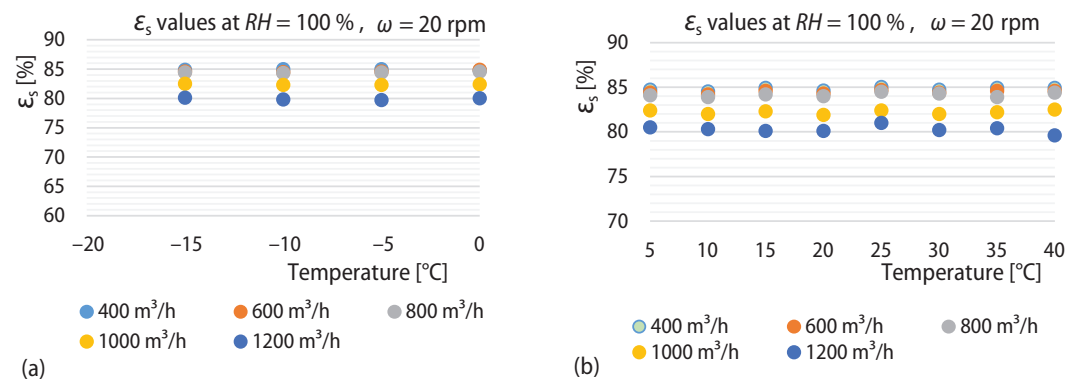 εs values at RH = 100 % , ω = 20 rpm
εs [%]
90
85
80
75
70
65
60
−20
−15
−10
−5
0
Temperature [°C]
400 m³/h
600 m³/h
800 m³/h
1000 m³/h
1200 m³/h
(a)
εs values at RH = 100 % , ω = 20 rpm
εs [%]
90
85
80
75
70
5
10
15
20
25
30
35
40
Temperature [°C]
400 m³/h
600 m³/h
800 m³/h
1000 m³/h
1200 m³/h
(b)